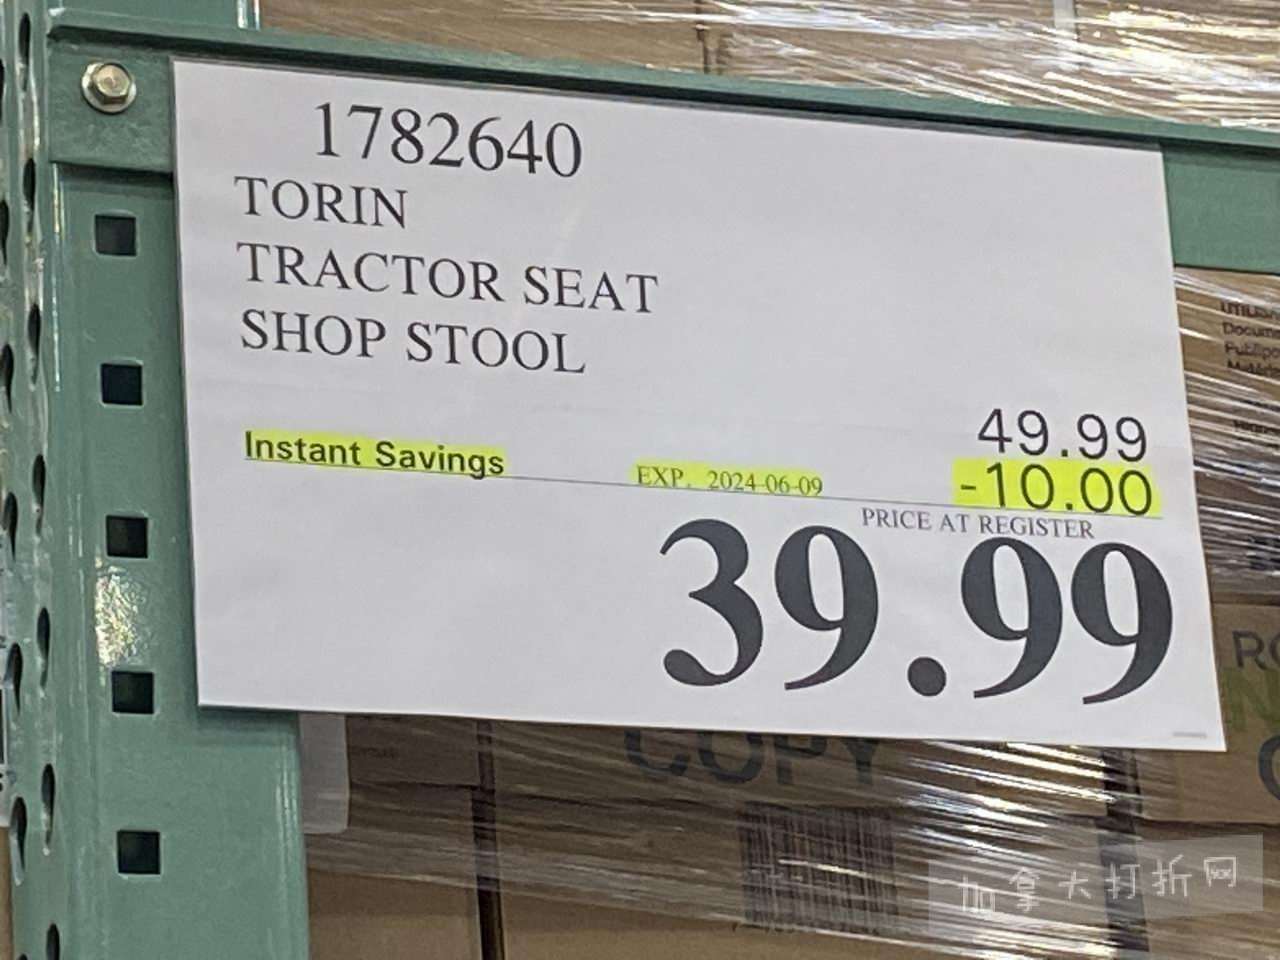 1782640
TORIN
TRACTOR SEAT
SHOP STOOL
49.99
Instant Savings EXP. 2024-06-09 -10.00
PRICE AT REGISTER
39.99
COPY
加拿大打折网